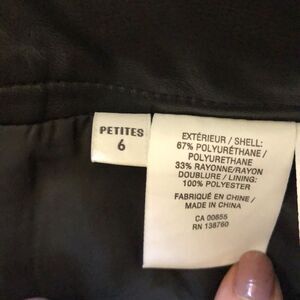 PETITES
6
EXTÉRIEUR / SHELL:
67% POLYURÉTHANE /
POLYURETHANE
33% RAYONNE/RAYON
DOUBLURE / LINING:
100% POLYESTER
FABRIQUÉ EN CHINE /
MADE IN CHINA
CA 00855
RN 138760